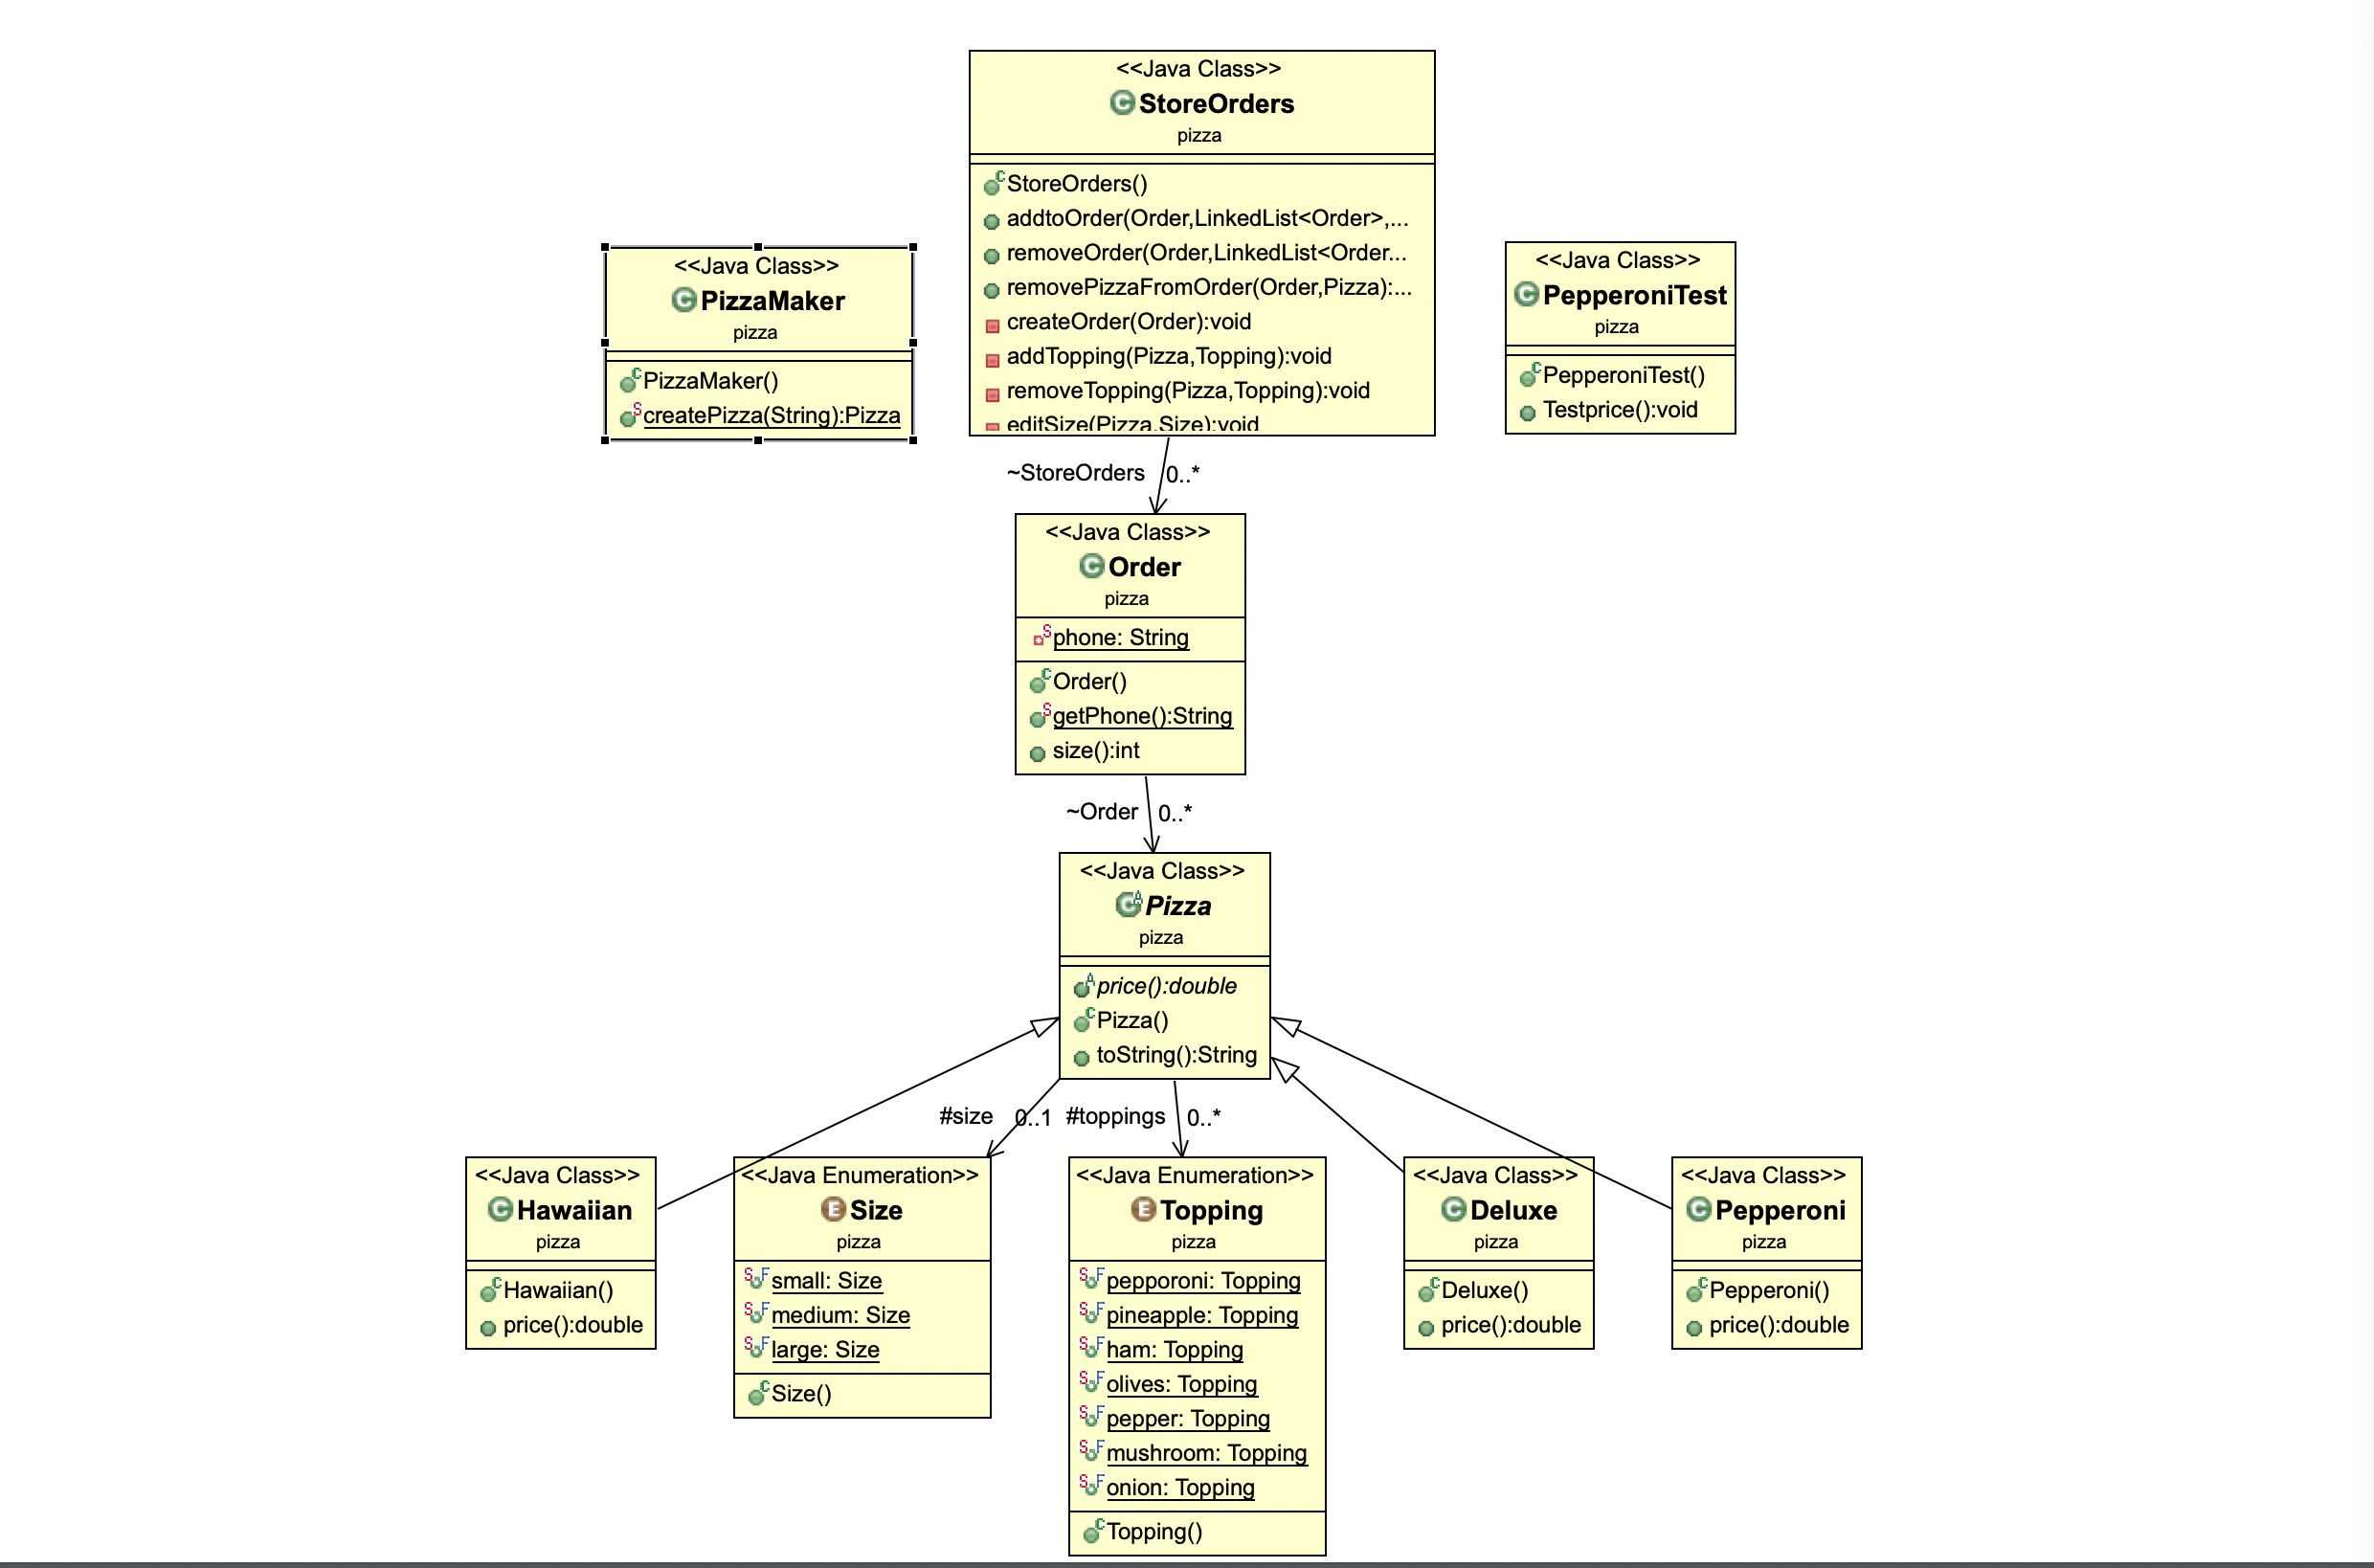 <<Java Class>>
StoreOrders
pizza
StoreOrders()
addtoOrder(Order,LinkedList<Order>,...
removeOrder(Order,LinkedList<Order...
removePizzaFromOrder(Order,Pizza):...
createOrder(Order):void
addTopping(Pizza,Topping):void
removeTopping(Pizza,Topping):void
editSize(Pizza,Size):void
<<Java Class>>
PizzaMaker
pizza
PizzaMaker()
createPizza(String):Pizza
<<Java Class>>
PepperoniTest
pizza
PepperoniTest()
Testprice():void
~StoreOrders
0..*
<<Java Class>>
Order
pizza
phone: String
Order()
getPhone():String
size():int
~Order
0..*
<<Java Class>>
Pizza
pizza
price():double
Pizza()
toString():String
#size
0..1
#toppings
0..*
<<Java Class>>
Hawaiian
pizza
Hawaiian()
price():double
<<Java Enumeration>>
Size
pizza
small: Size
medium: Size
large: Size
Size()
<<Java Enumeration>>
Topping
pizza
pepporoni: Topping
pineapple: Topping
ham: Topping
olives: Topping
pepper: Topping
mushroom: Topping
onion: Topping
Topping()
<<Java Class>>
Deluxe
pizza
Deluxe()
price():double
<<Java Class>>
Pepperoni
pizza
Pepperoni()
price():double